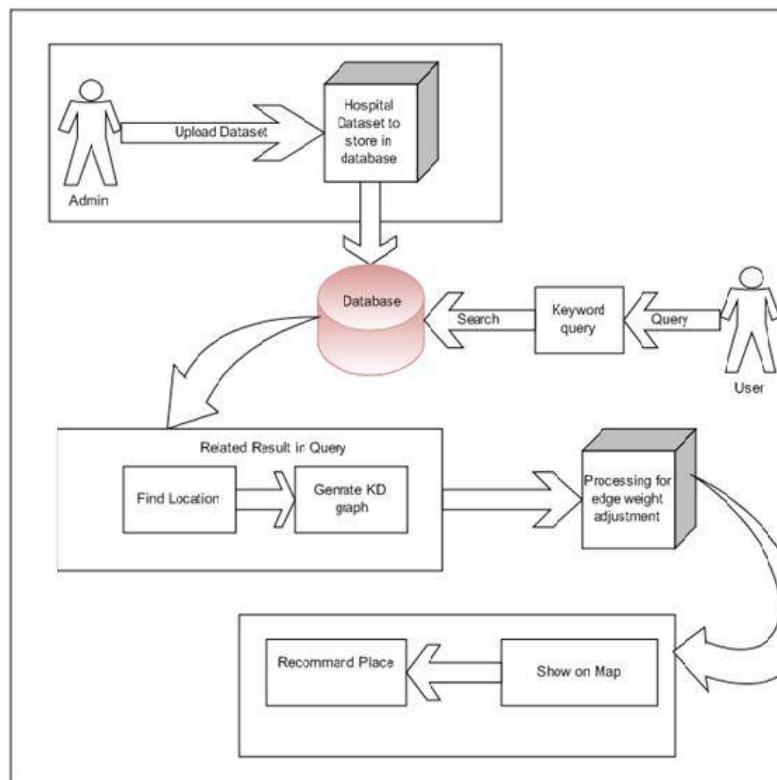 Hospital
Dataset to
store in
database
Upload Dataset
Admin
Database
Search
Keyword
query
Query
User
Related Result in Query
Find Location
Genrate KD
graph
Processing for
edge weight
adjustment
Recommand Place
Show on Map